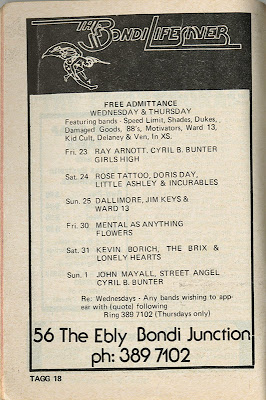 THE BONDI LIFESAVER
FREE ADMITTANCE
WEDNESDAY & THURSDAY
Featuring bands - Speed Limit, Shades, Dukes,
Damaged Goods, 88's, Motivators, Ward 13,
Kid Cult, Delaney & Ven, In XS.
Fri. 23 RAY ARNOTT. CYRIL B. BUNTER
GIRLS HIGH
Sat. 24 ROSE TATTOO, DORIS DAY,
LITTLE ASHLEY & INCURABLES
Sun. 25 DALLIMORE, JIM KEYS &
WARD 13
Fri. 30 MENTAL AS ANYTHING
FLOWERS
Sat. 31 KEVIN BORICH, THE BRIX &
LONELY HEARTS
Sun. 1 JOHN MAYALL, STREET ANGEL
CYRIL B. BUNTER
Re: Wednesdays - Any bands wishing to app-
ear with (quote) following
Ring 389 7102 (Thursdays only)
56 The Ebly Bondi Junction
ph: 389 7102
TAGG 18